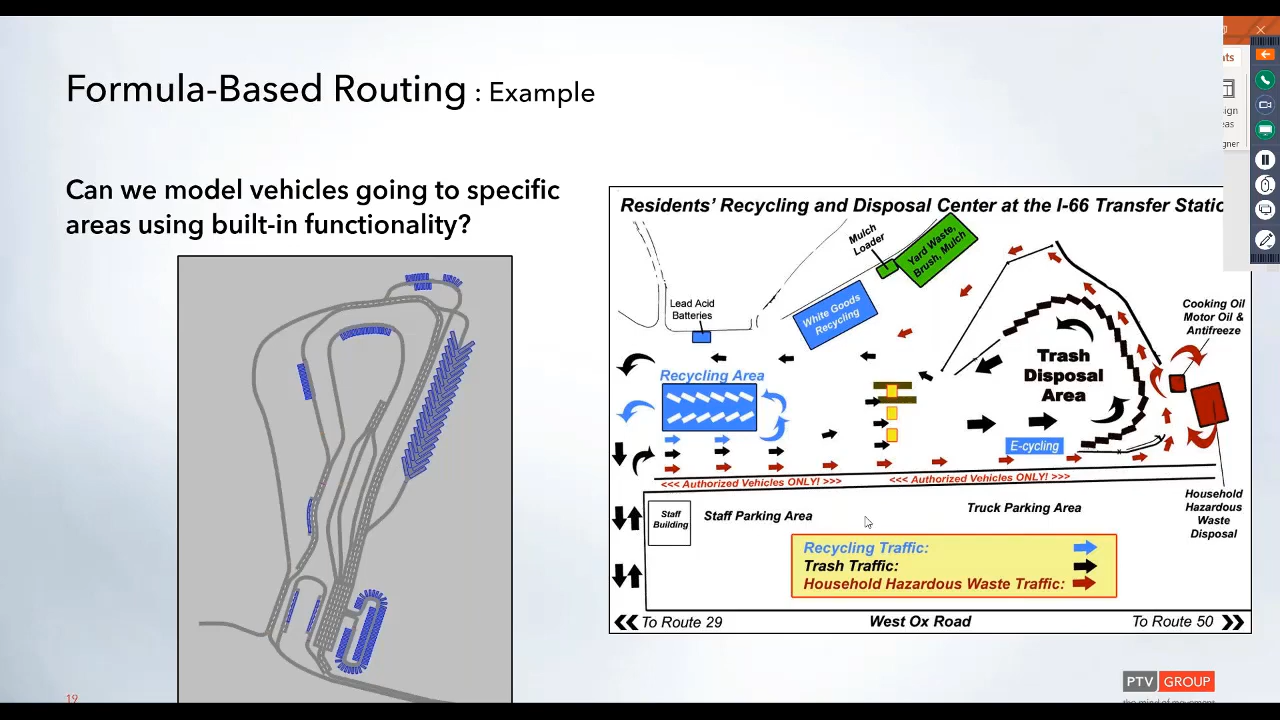 Formula-Based Routing : Example
Can we model vehicles going to specific
areas using built-in functionality?
Residents' Recycling and Disposal Center at the I-66 Transfer
Mulch
Loader
Yard Waste,
Brush, Mulch
Lead Acid
Batteries
White Goods
Recycling
Cooking Oil
Motor Oil &
Antifreeze
Trash
Disposal
Area
Recycling Area
E-cycling
<<< Authorized Vehicles ONLY! >>>
<<< Authorized Vehicles ONLY! >>>
Household
Hazardous
Waste
Disposal
Staff
Building
Staff Parking Area
Truck Parking Area
Recycling Traffic:
Trash Traffic:
Household Hazardous Waste Traffic:
To Route 29
West Ox Road
To Route 50
PTV GROUP
19